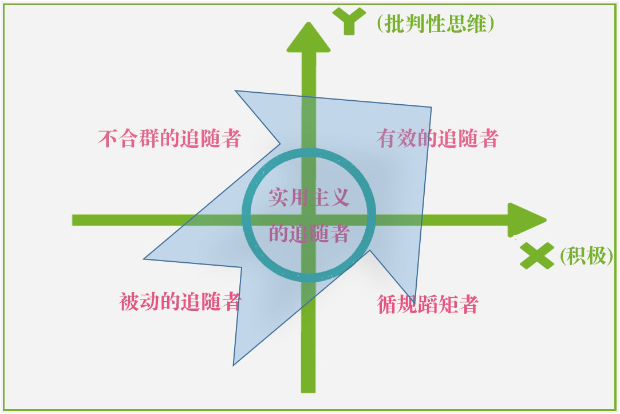 Y (批判性思维)
不合群的追随者
有效的追随者
实用主义
的追随者
X (积极)
被动的追随者
循规蹈矩者